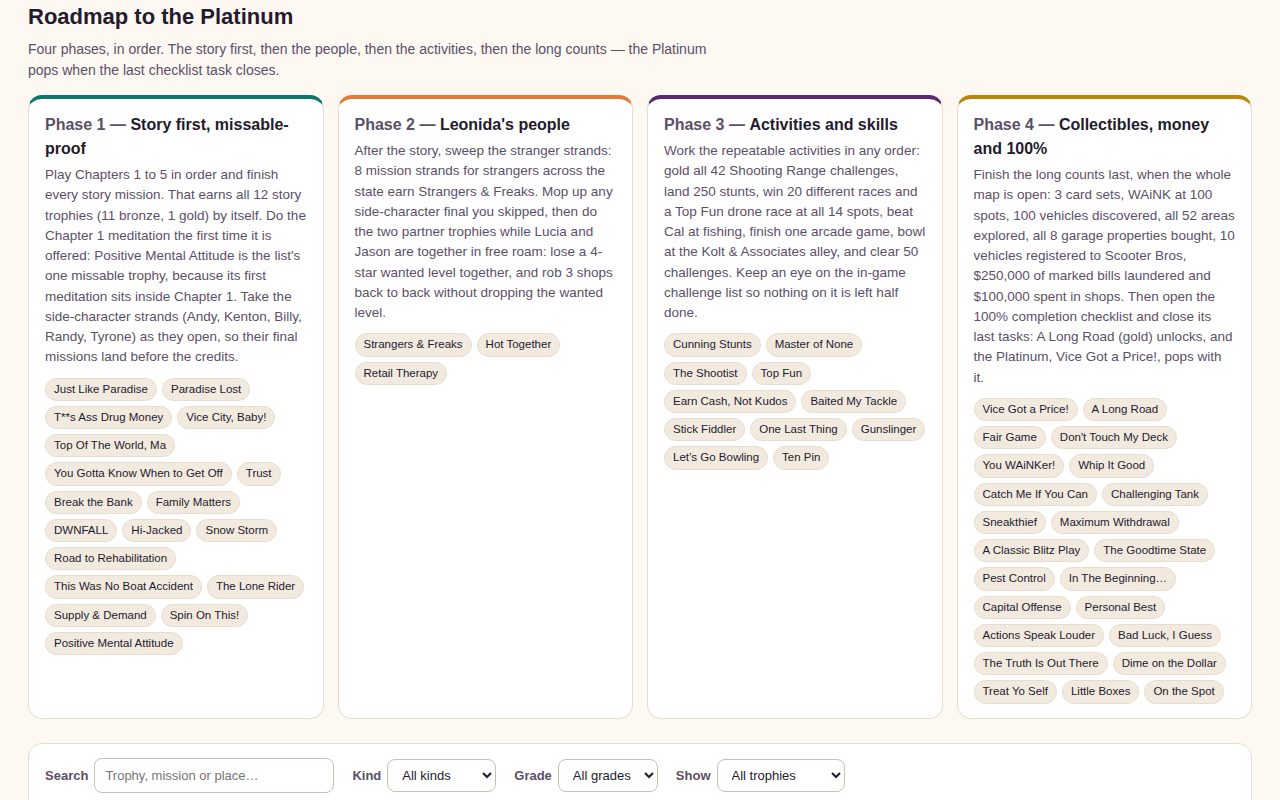 Roadmap to the Platinum
Four phases, in order. The story first, then the people, then the activities, then the long counts — the Platinum
pops when the last checklist task closes.
Phase 1 — Story first, missable-
proof
Play Chapters 1 to 5 in order and finish
every story mission. That earns all 12 story
trophies (11 bronze, 1 gold) by itself. Do the
Chapter 1 meditation the first time it is
offered: Positive Mental Attitude is the list's
one missable trophy, because its first
meditation sits inside Chapter 1. Take the
side-character strands (Andy, Kenton, Billy,
Randy, Tyrone) as they open, so their final
missions land before the credits.
Just Like Paradise
Paradise Lost
T**s Ass Drug Money
Vice City, Baby!
Top Of The World, Ma
You Gotta Know When to Get Off
Trust
Break the Bank
Family Matters
DWNFALL
Hi-Jacked
Snow Storm
Road to Rehabilitation
This Was No Boat Accident
The Lone Rider
Supply & Demand
Spin On This!
Positive Mental Attitude
Phase 2 — Leonida's people
After the story, sweep the stranger strands:
8 mission strands for strangers across the
state earn Strangers & Freaks. Mop up any
side-character final you skipped, then do
the two partner trophies while Lucia and
Jason are together in free roam: lose a 4-
star wanted level together, and rob 3 shops
back to back without dropping the wanted
level.
Strangers & Freaks
Hot Together
Retail Therapy
Phase 3 — Activities and skills
Work the repeatable activities in any order:
gold all 42 Shooting Range challenges,
land 250 stunts, win 20 different races and
a Top Fun drone race at all 14 spots, beat
Cal at fishing, finish one arcade game, bowl
at the Kolt & Associates alley, and clear 50
challenges. Keep an eye on the in-game
challenge list so nothing on it is left half
done.
Cunning Stunts
Master of None
The Shootist
Top Fun
Earn Cash, Not Kudos
Baited My Tackle
Stick Fiddler
One Last Thing
Gunslinger
Let's Go Bowling
Ten Pin
Phase 4 — Collectibles, money
and 100%
Finish the long counts last, when the whole
map is open: 3 card sets, WAiNK at 100
spots, 100 vehicles discovered, all 52 areas
explored, all 8 garage properties bought, 10
vehicles registered to Scooter Bros,
$250,000 of marked bills laundered and
$100,000 spent in shops. Then open the
100% completion checklist and close its
last tasks: A Long Road (gold) unlocks, and
the Platinum, Vice Got a Price!, pops with
it.
Vice Got a Price!
A Long Road
Fair Game
Don't Touch My Deck
You WAiNKer!
Whip It Good
Catch Me If You Can
Challenging Tank
Sneakthief
Maximum Withdrawal
A Classic Blitz Play
The Goodtime State
Pest Control
In The Beginning…
Capital Offense
Personal Best
Actions Speak Louder
Bad Luck, I Guess
The Truth Is Out There
Dime on the Dollar
Treat Yo Self
Little Boxes
On the Spot
Search
Trophy, mission or place…
Kind
All kinds
Grade
All grades
Show
All trophies